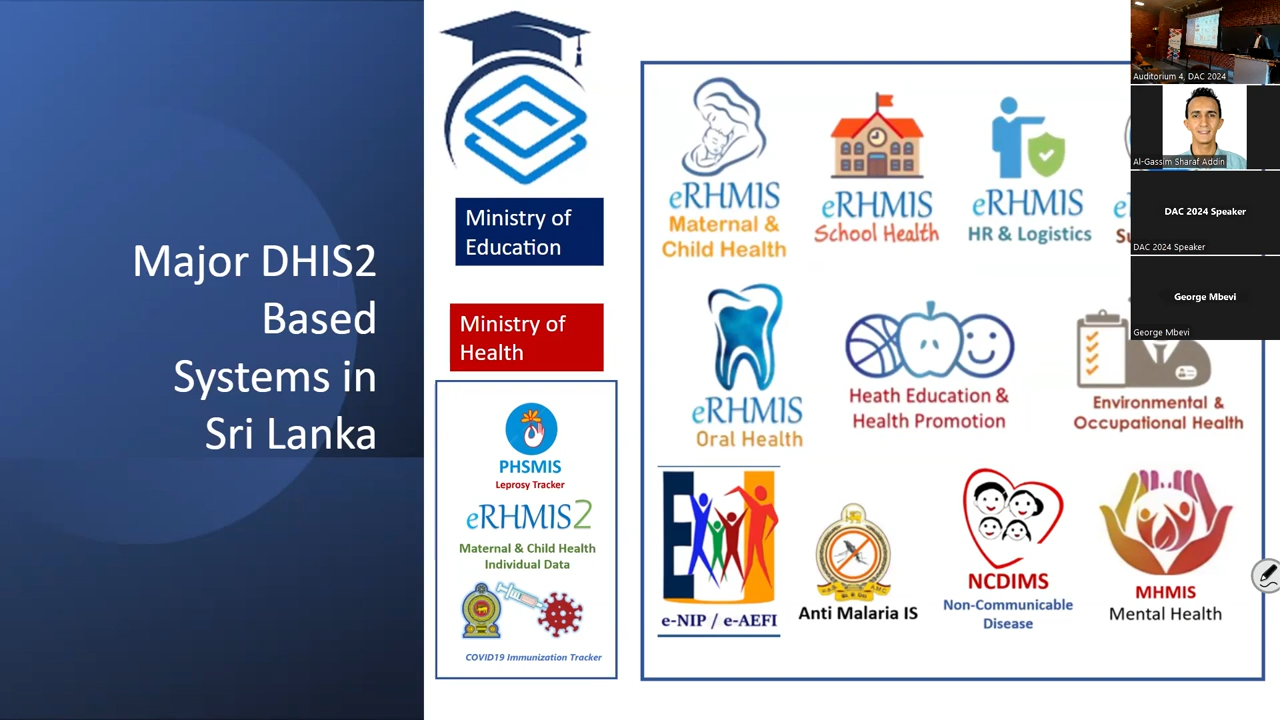 Major DHIS2
Based
Systems in
Sri Lanka
Ministry of
Education
Ministry of
Health
PHSMIS
Leprosy Tracker
eRHMIS2
Maternal & Child Health
Individual Data
COVID19 Immunization Tracker
eRHMIS
Maternal &
Child Health
eRHMIS
School Health
eRHMIS
HR & Logistics
eRHMIS
Oral Health
Heath Education &
Health Promotion
Environmental &
Occupational Health
e-NIP / e-AEFI
Anti Malaria IS
NCDIMS
Non-Communicable
Disease
MHMIS
Mental Health
Auditorium 4, DAC 2024
Al-Gassim Sharaf Addin
DAC 2024 Speaker
DAC 2024 Speaker
George Mbevi
George Mbevi